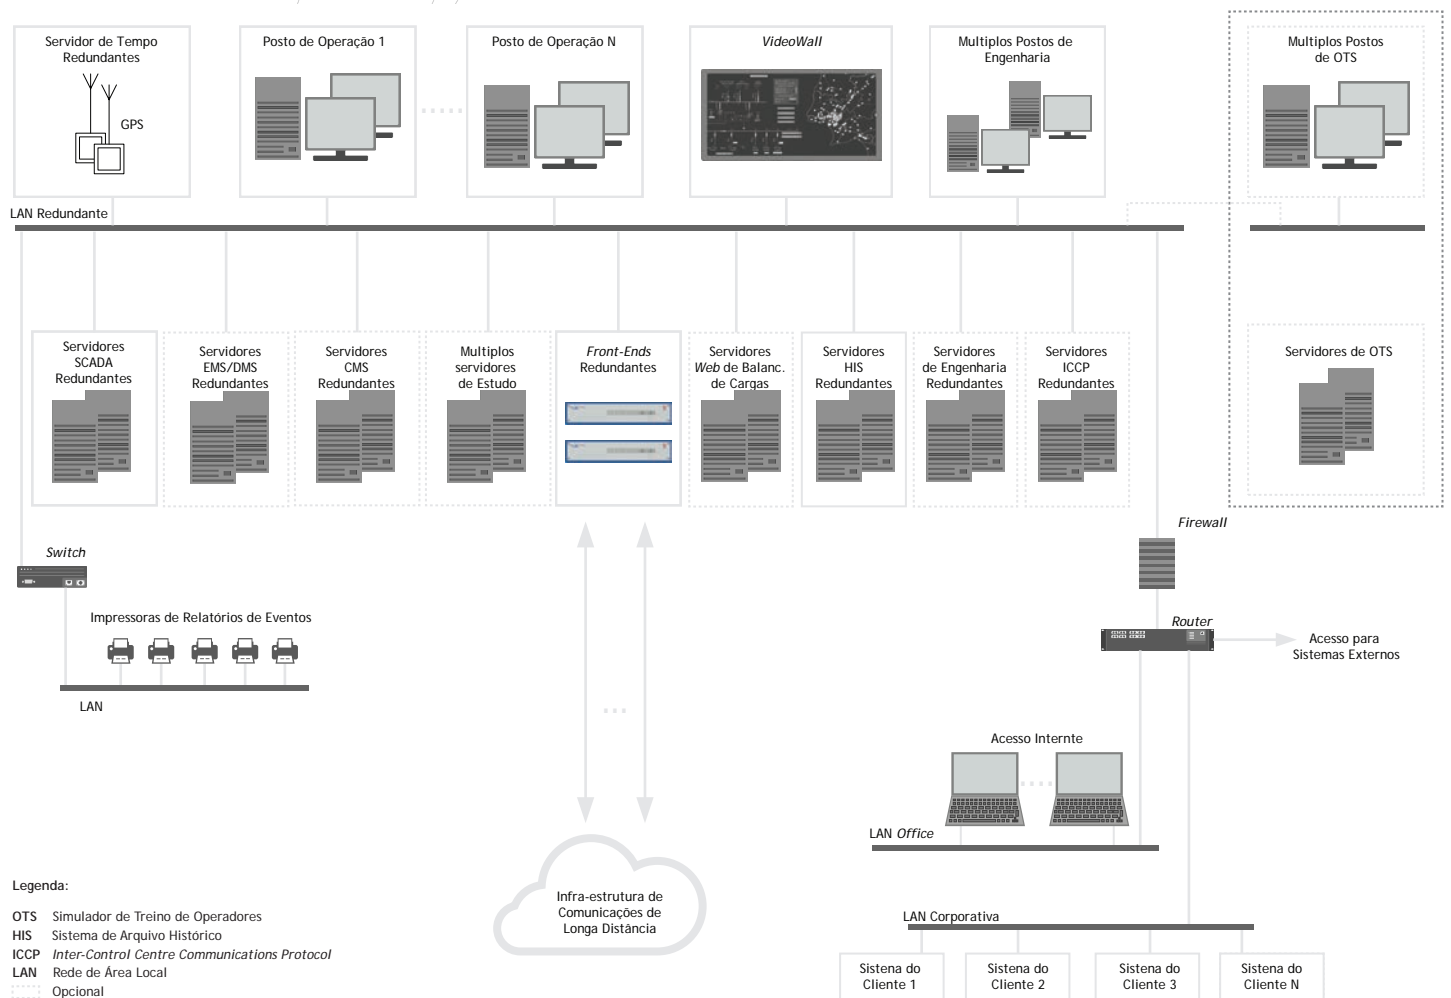 Servidor de Tempo
Redundantes
GPS
Posto de Operação 1
Posto de Operação N
VideoWall
Multiplos Postos de
Engenharia
Multiplos Postos
de OTS
LAN Redundante
Servidores
SCADA
Redundantes
Servidores
EMS/DMS
Redundantes
Servidores
CMS
Redundantes
Multiplos
servidores
de Estudo
Front-Ends
Redundantes
Servidores
Web de Balanc.
de Cargas
Servidores
HIS
Redundantes
Servidores
de Engenharia
Redundantes
Servidores
ICCP
Redundantes
Servidores de OTS
Switch
Impressoras de Relatórios de Eventos
LAN
Firewall
Router
Acesso para
Sistemas Externos
...
Acesso Internte
LAN Office
Infra-estrutura de
Comunicações de
Longa Distância
LAN Corporativa
Sistena do
Cliente 1
Sistena do
Cliente 2
Sistena do
Cliente 3
Sistena do
Cliente N
Legenda:
OTS Simulador de Treino de Operadores
HIS Sistema de Arquivo Histórico
ICCP Inter-Control Centre Communications Protocol
LAN Rede de Área Local
Opcional